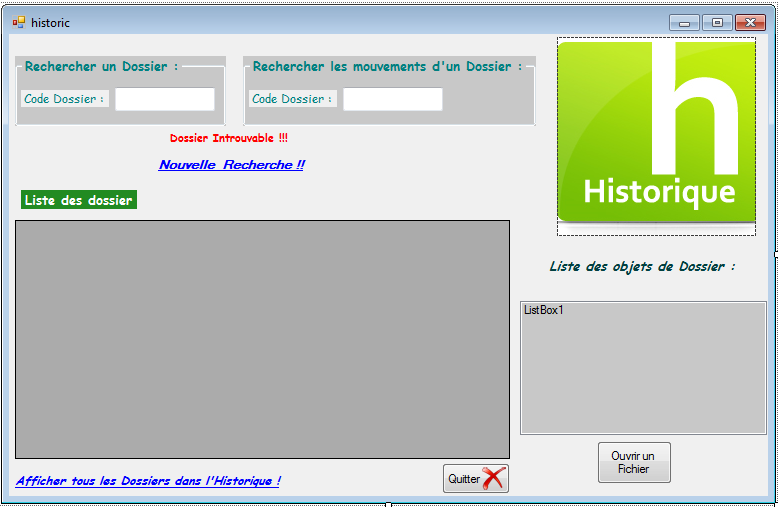 historic
Rechercher un Dossier :
Rechercher les mouvements d'un Dossier :
Code Dossier :
Code Dossier :
Dossier Introuvable !!!
Nouvelle Recherche !!
h
Historique
Liste des dossier
Liste des objets de Dossier :
ListBox1
Ouvrir un
Fichier
Afficher tous les Dossiers dans l'Historique !
Quitter